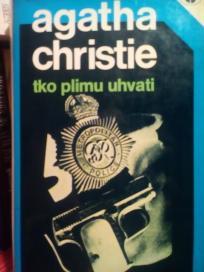 agatha
christie
tko plimu uhvati
METROPOLITAN
POLICE